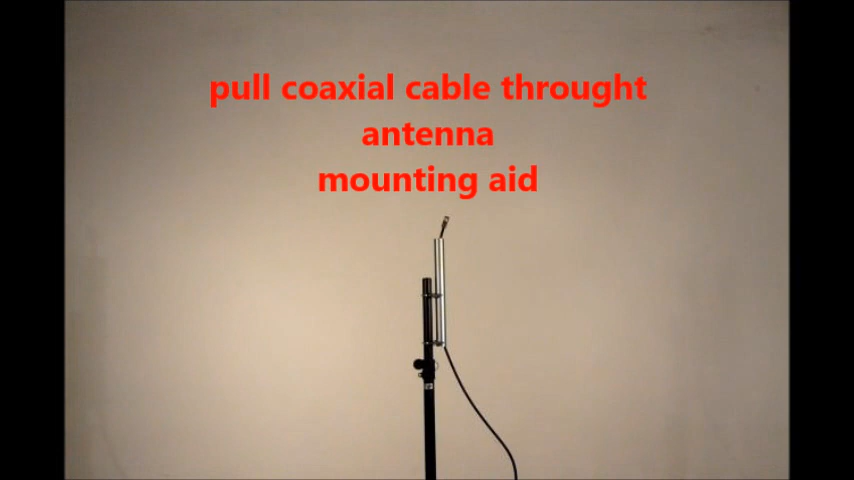 pull coaxial cable throught
antenna
mounting aid